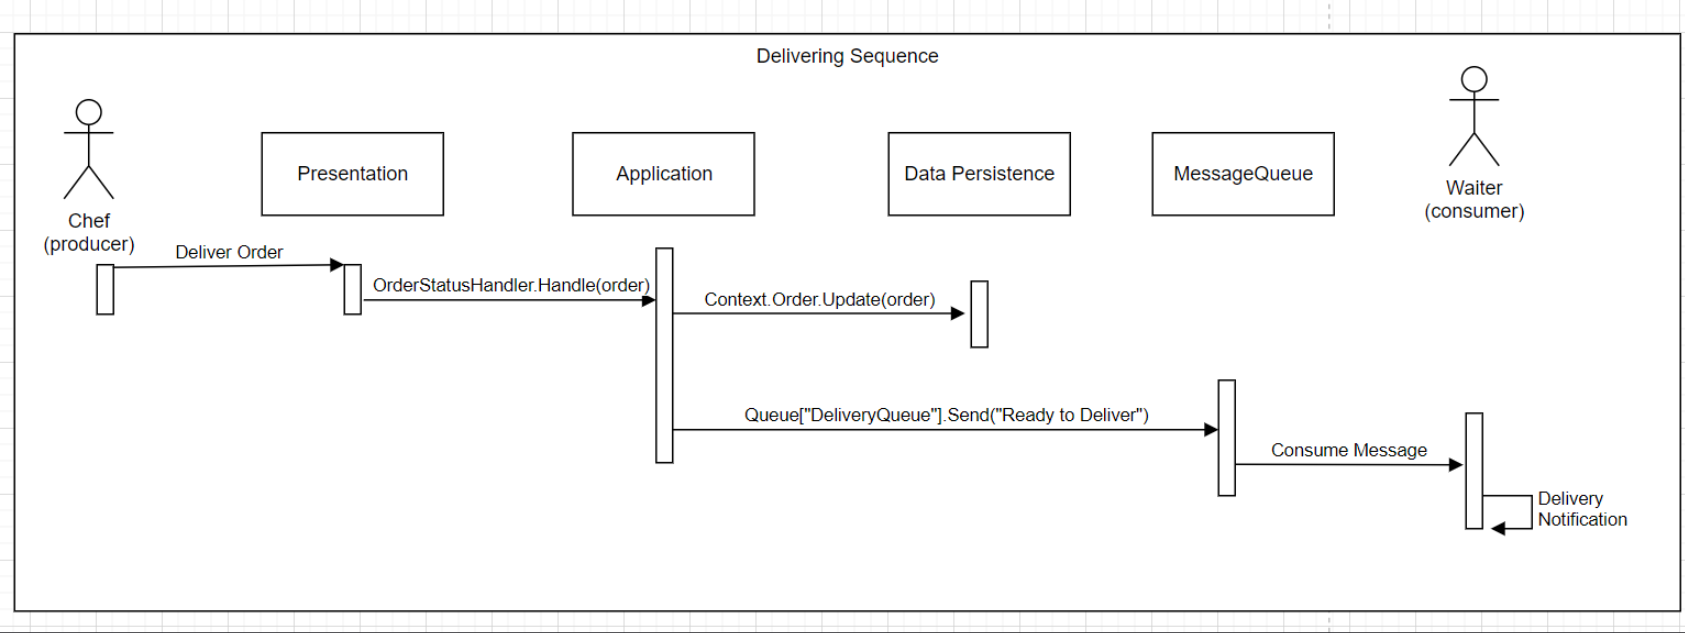 Delivering Sequence
Chef
(producer)
Presentation
Application
Data Persistence
MessageQueue
Waiter
(consumer)
Deliver Order
OrderStatusHandler.Handle(order)
Context.Order.Update(order)
Queue["DeliveryQueue"].Send("Ready to Deliver")
Consume Message
Delivery
Notification